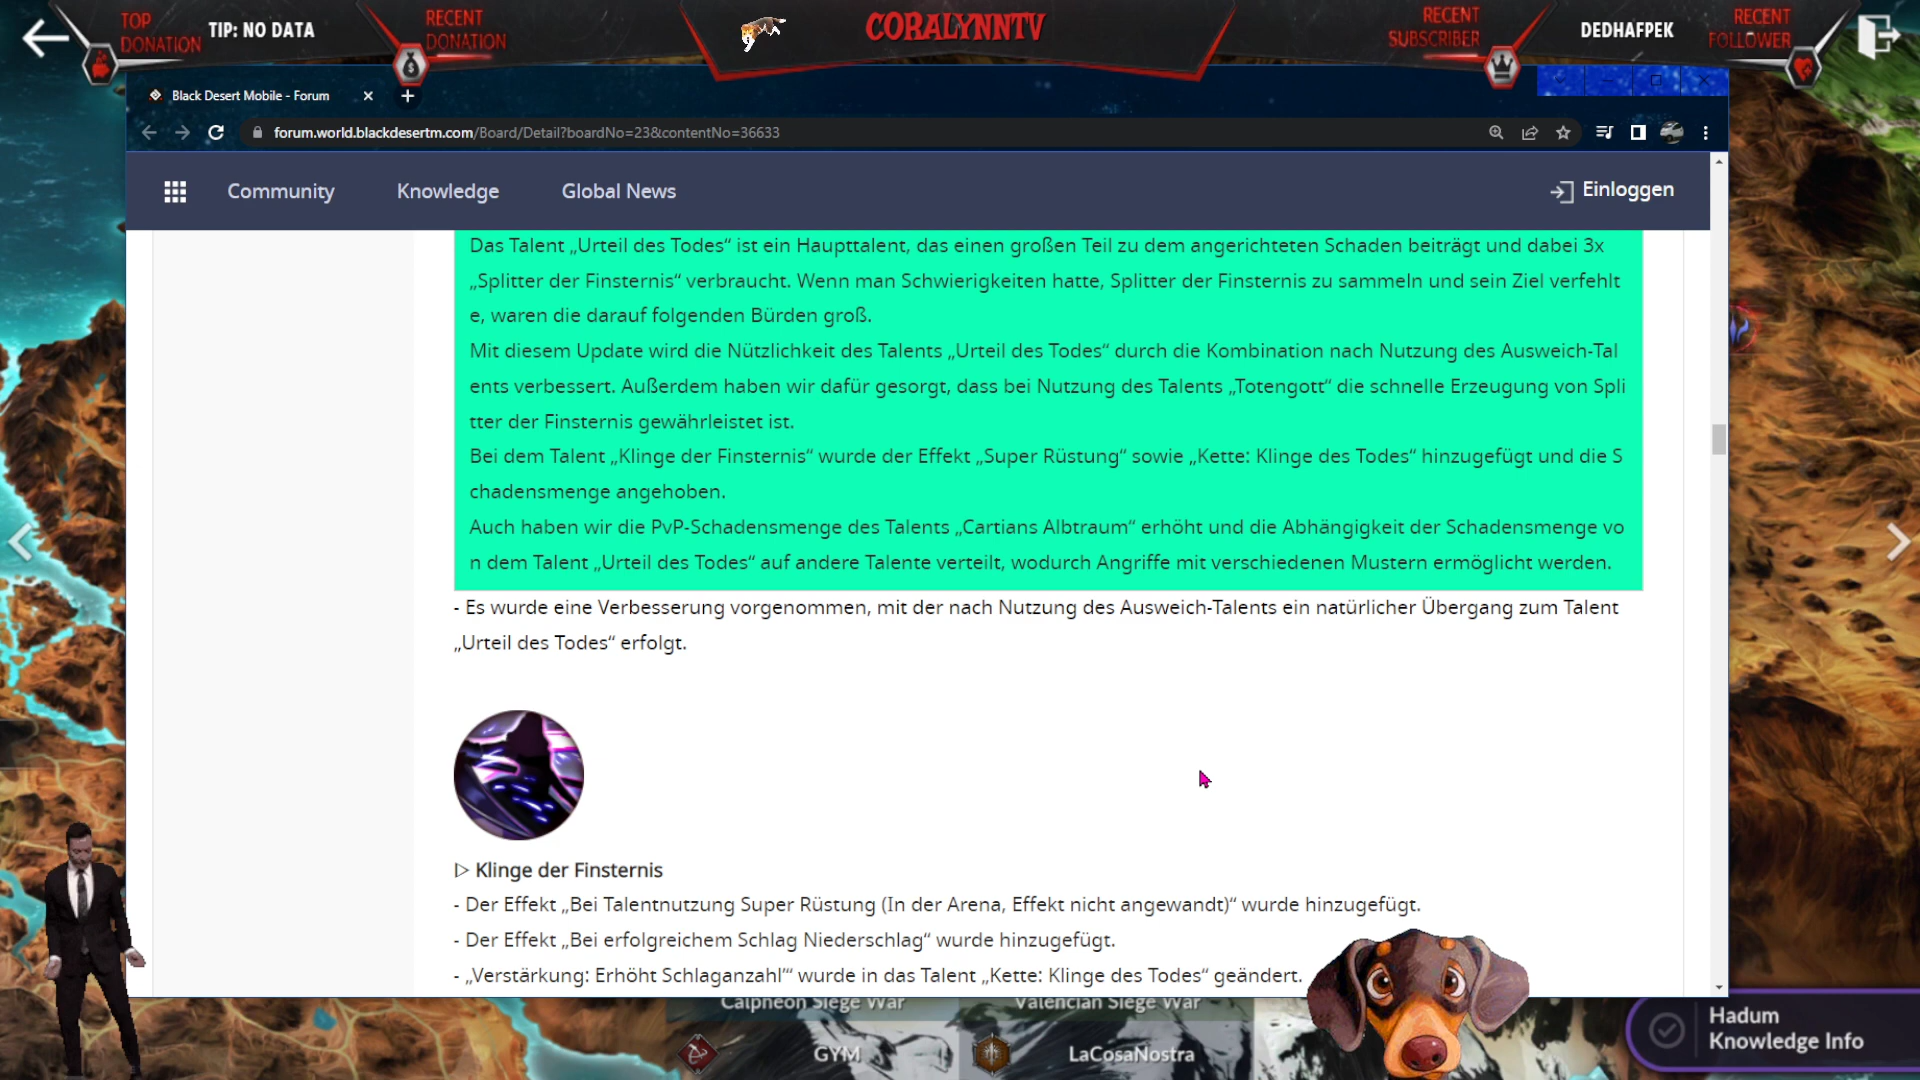 TOP
DONATION
TIP: NO DATA
RECENT
DONATION
CORALYNNTV
RECENT
SUBSCRIBER
DEDHAFPEK
RECENT
FOLLOWER
Black Desert Mobile - Forum
forum.world.blackdesertm.com/Board/Detail?boardNo=23&contentNo=36633
Community
Knowledge
Global News
Einloggen
Das Talent „Urteil des Todes“ ist ein Haupttalent, das einen großen Teil zu dem angerichteten Schaden beiträgt und dabei 3x
„Splitter der Finsternis“ verbraucht. Wenn man Schwierigkeiten hatte, Splitter der Finsternis zu sammeln und sein Ziel verfehlt
e, waren die darauf folgenden Bürden groß.
Mit diesem Update wird die Nützlichkeit des Talents „Urteil des Todes“ durch die Kombination nach Nutzung des Ausweich-Tal
ents verbessert. Außerdem haben wir dafür gesorgt, dass bei Nutzung des Talents „Totengott“ die schnelle Erzeugung von Spli
tter der Finsternis gewährleistet ist.
Bei dem Talent „Klinge der Finsternis“ wurde der Effekt „Super Rüstung“ sowie „Kette: Klinge des Todes“ hinzugefügt und die S
chadensmenge angehoben.
Auch haben wir die PvP-Schadensmenge des Talents „Cartians Albtraum“ erhöht und die Abhängigkeit der Schadensmenge vo
n dem Talent „Urteil des Todes“ auf andere Talente verteilt, wodurch Angriffe mit verschiedenen Mustern ermöglicht werden.
- Es wurde eine Verbesserung vorgenommen, mit der nach Nutzung des Ausweich-Talents ein natürlicher Übergang zum Talent
„Urteil des Todes“ erfolgt.
▷ Klinge der Finsternis
- Der Effekt „Bei Talentnutzung Super Rüstung (In der Arena, Effekt nicht angewandt)“ wurde hinzugefügt.
- Der Effekt „Bei erfolgreichem Schlag Niederschlag“ wurde hinzugefügt.
- „Verstärkung: Erhöht Schlaganzahl‘“ wurde in das Talent „Kette: Klinge des Todes“ geändert.
Calpheon Siege War
Valencian Siege War
GYM
LaCosaNostra
Hadum
Knowledge Info